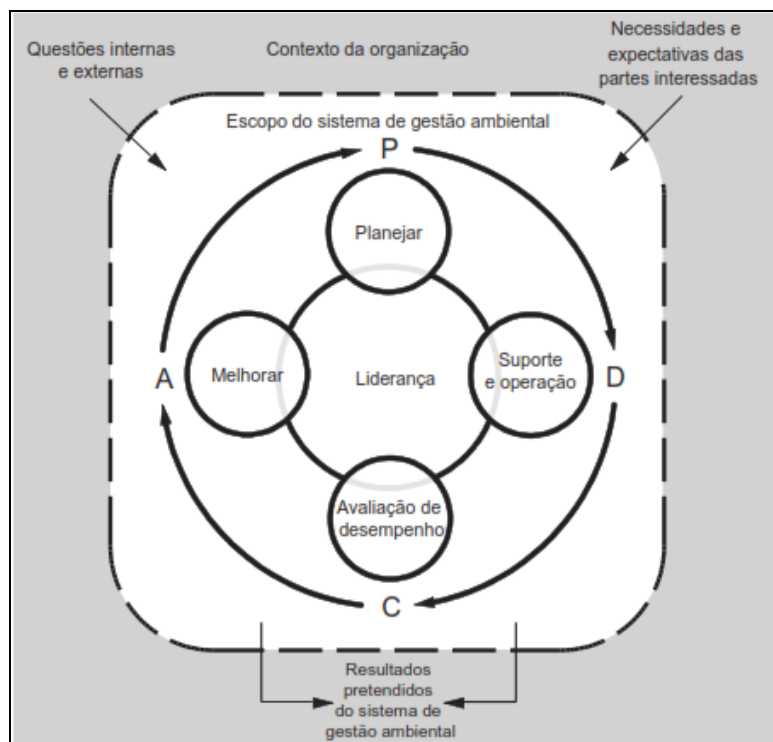 Questões internas
e externas
Contexto da organização
Necessidades e
expectativas das
partes interessadas
Escopo do sistema de gestão ambiental
P
Planejar
A
Melhorar
Liderança
Suporte
e operação
D
Avaliação de
desempenho
C
Resultados
pretendidos
do sistema de
gestão ambiental